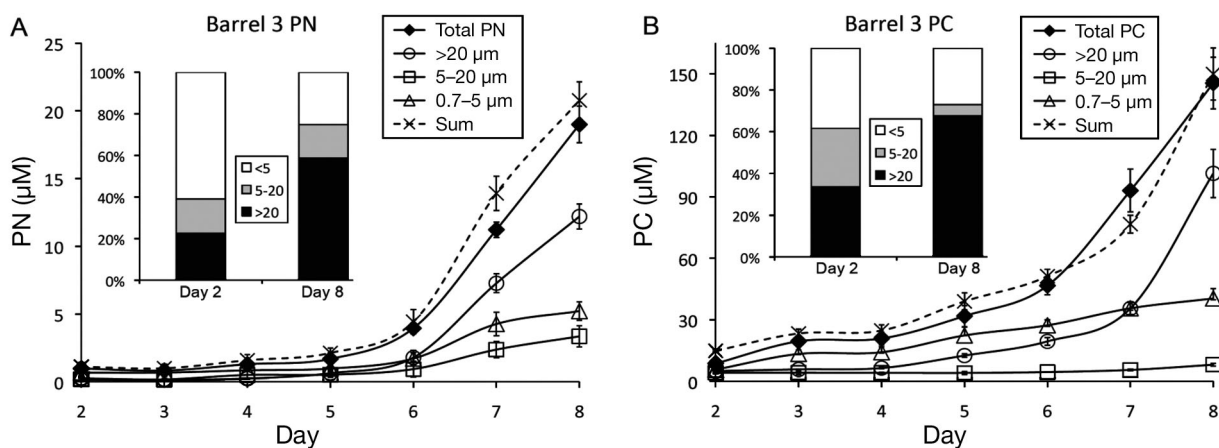 A
Barrel 3 PN
Total PN
>20 µm
5–20 µm
0.7–5 µm
Sum
PN (µM)
25
20
15
10
5
0
100%
80%
60%
40%
20%
0%
<5
5-20
>20
Day 2 Day 8
2 3 4 5 6 7 8
Day
B
Barrel 3 PC
Total PC
>20 µm
5–20 µm
0.7–5 µm
Sum
PC (µM)
150
120
90
60
30
0
100%
80%
60%
40%
20%
0%
<5
5-20
>20
Day 2 Day 8
2 3 4 5 6 7 8
Day